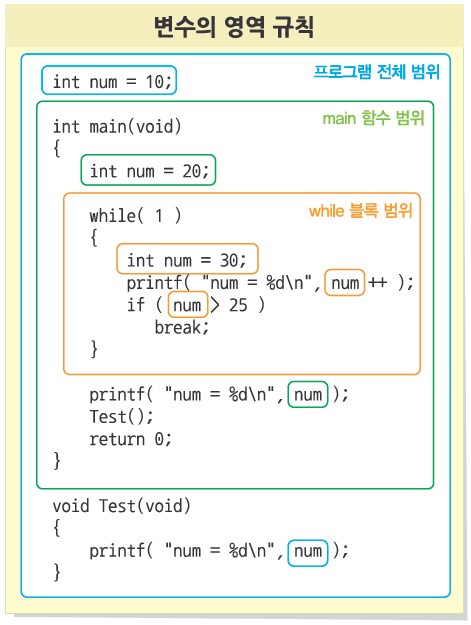 변수의 영역 규칙
int num = 10;
프로그램 전체 범위
main 함수 범위
int main(void)
{
int num = 20;
while 블록 범위
while( 1 )
{
int num = 30;
printf( "num = %d\n", num ++ );
if ( num > 25 )
break;
}
printf( "num = %d\n", num );
Test();
return 0;
}
void Test(void)
{
printf( "num = %d\n", num );
}